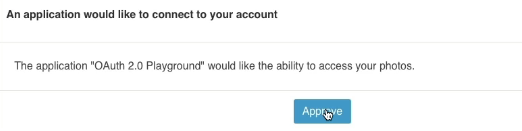 An application would like to connect to your account
The application "OAuth 2.0 Playground" would like the ability to access your photos.
Approve